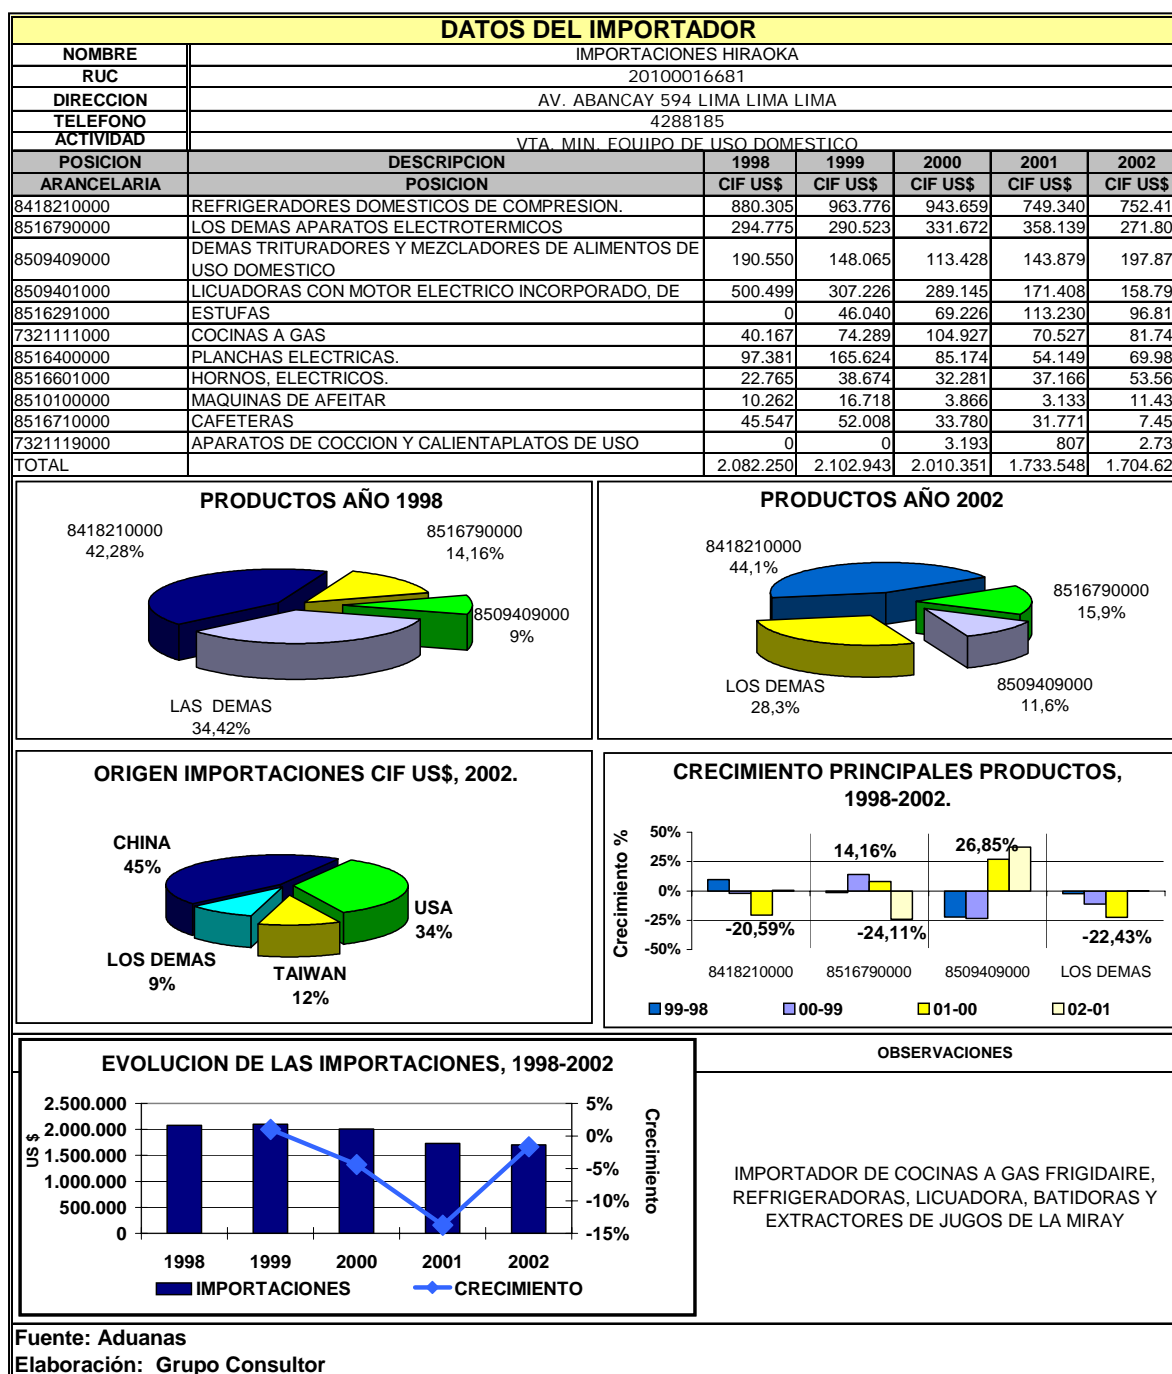 DATOS DEL IMPORTADOR
NOMBRE IMPORTACIONES HIRAOKA
RUC 20100016681
DIRECCION AV. ABANCAY 594 LIMA LIMA LIMA
TELEFONO 4288185
ACTIVIDAD VTA. MIN. EQUIPO DE USO DOMESTICO
POSICION DESCRIPCION 1998 1999 2000 2001 2002
ARANCELARIA POSICION CIF US$ CIF US$ CIF US$ CIF US$ CIF US$
8418210000 REFRIGERADORES DOMESTICOS DE COMPRESION. 880.305 963.776 943.659 749.340 752.41
8516790000 LOS DEMAS APARATOS ELECTROTERMICOS 294.775 290.523 331.672 358.139 271.80
DEMAS TRITURADORES Y MEZCLADORES DE ALIMENTOS DE
8509409000 190.550 148.065 113.428 143.879 197.87
USO DOMESTICO
8509401000 LICUADORAS CON MOTOR ELECTRICO INCORPORADO, DE 500.499 307.226 289.145 171.408 158.79
8516291000 ESTUFAS 0 46.040 69.226 113.230 96.81
7321111000 COCINAS A GAS 40.167 74.289 104.927 70.527 81.74
8516400000 PLANCHAS ELECTRICAS. 97.381 165.624 85.174 54.149 69.98
8516601000 HORNOS, ELECTRICOS. 22.765 38.674 32.281 37.166 53.56
8510100000 MAQUINAS DE AFEITAR 10.262 16.718 3.866 3.133 11.43
8516710000 CAFETERAS 45.547 52.008 33.780 31.771 7.45
7321119000 APARATOS DE COCCION Y CALIENTAPLATOS DE USO 0 0 3.193 807 2.73
TOTAL 2.082.250 2.102.943 2.010.351 1.733.548 1.704.62
PRODUCTOS AÑO 1998
8418210000
42,28%
8516790000
14,16%
8509409000
9%
LAS DEMAS
34,42%
PRODUCTOS AÑO 2002
8418210000
44,1%
8516790000
15,9%
8509409000
11,6%
LOS DEMAS
28,3%
ORIGEN IMPORTACIONES CIF US$, 2002.
CHINA
45%
USA
34%
LOS DEMAS
9%
TAIWAN
12%
CRECIMIENTO PRINCIPALES PRODUCTOS,
1998-2002.
Crecimiento %
50%
25%
0%
-25%
-50%
-20,59%
14,16%
-24,11%
26,85%
-22,43%
8418210000 8516790000 8509409000 LOS DEMAS
99-98 00-99 01-00 02-01
EVOLUCION DE LAS IMPORTACIONES, 1998-2002
US $
2.500.000
2.000.000
1.500.000
1.000.000
500.000
0
5%
0%
-5%
-10%
-15%
Crecimiento
1998 1999 2000 2001 2002
IMPORTACIONES CRECIMIENTO
OBSERVACIONES
IMPORTADOR DE COCINAS A GAS FRIGIDAIRE,
REFRIGERADORAS, LICUADORA, BATIDORAS Y
EXTRACTORES DE JUGOS DE LA MIRAY
Fuente: Aduanas
Elaboración: Grupo Consultor